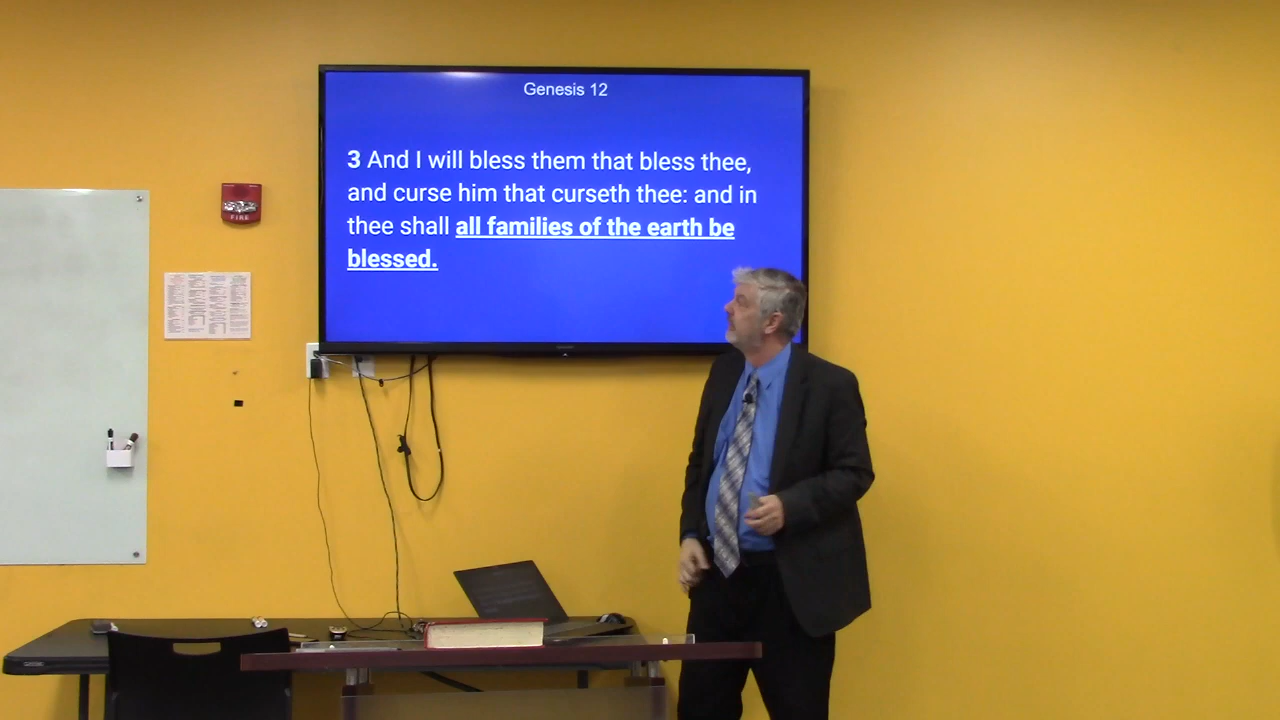 Genesis 12
3 And I will bless them that bless thee,
and curse him that curseth thee: and in
thee shall all families of the earth be
blessed.
FIRE